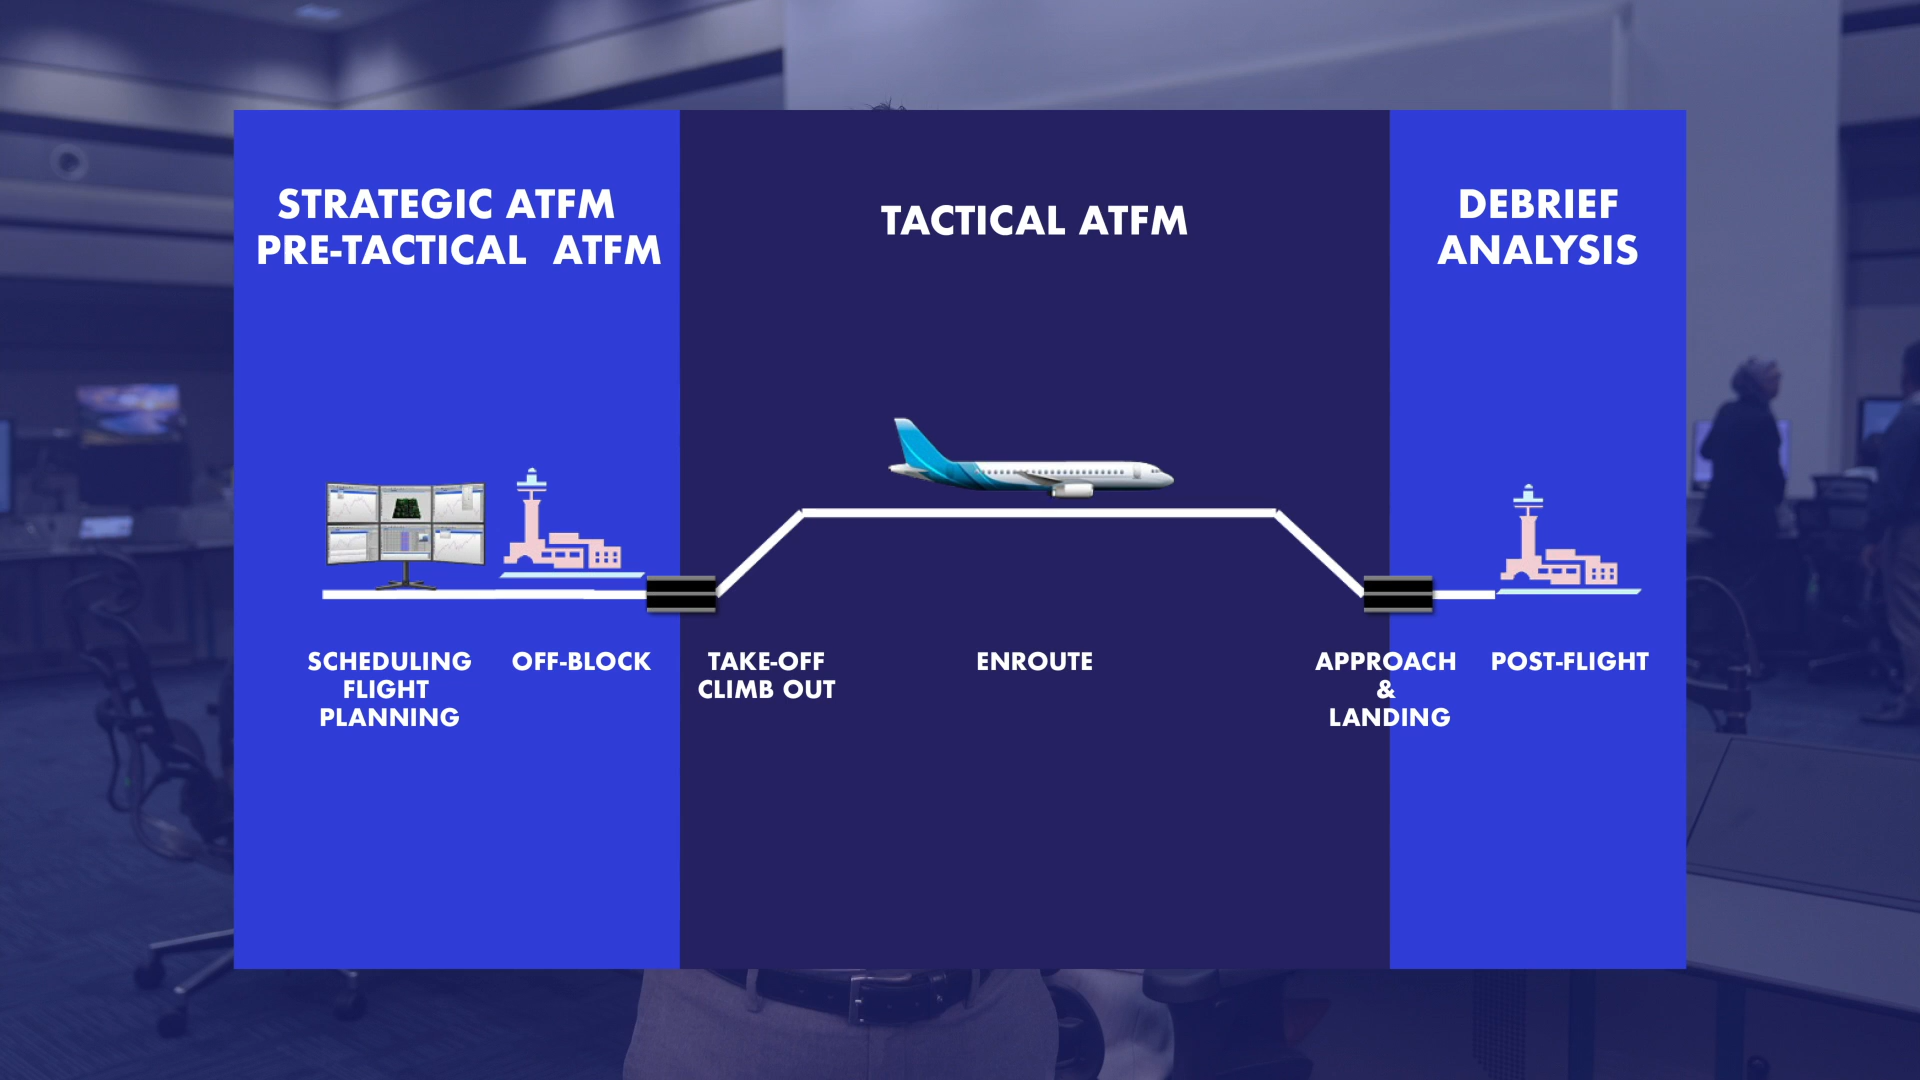 STRATEGIC ATFM
PRE-TACTICAL ATFM
TACTICAL ATFM
DEBRIEF
ANALYSIS
SCHEDULING
FLIGHT
PLANNING
OFF-BLOCK
TAKE-OFF
CLIMB OUT
ENROUTE
APPROACH
&
LANDING
POST-FLIGHT